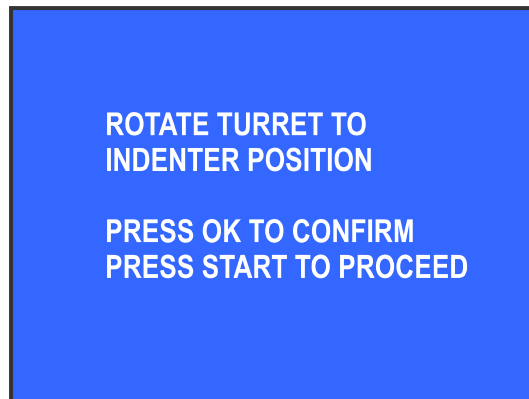 ROTATE TURRET TO
INDENTER POSITION
PRESS OK TO CONFIRM
PRESS START TO PROCEED